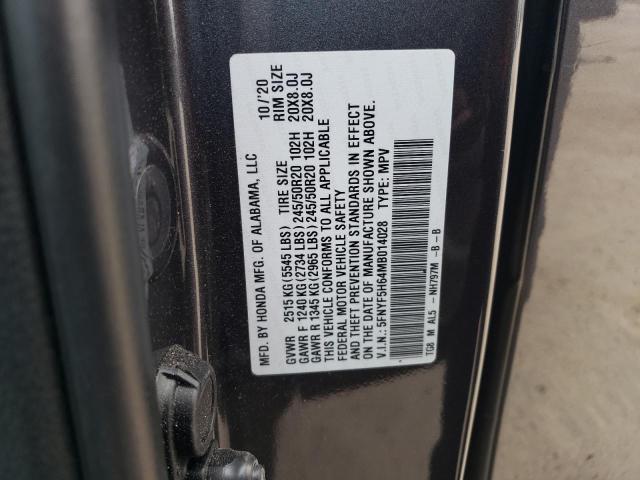 MFD. BY HONDA MFG. OF ALABAMA, LLC 10/'20
GVWR 2515 KG (5545 LBS) TIRE SIZE RIM SIZE
GAWR F 1240 KG (2734 LBS) 245/50R20 102H 20X8.0J
GAWR R 1345 KG (2965 LBS) 245/50R20 102H 20X8.0J
THIS VEHICLE CONFORMS TO ALL APPLICABLE
FEDERAL MOTOR VEHICLE SAFETY
AND THEFT PREVENTION STANDARDS IN EFFECT
ON THE DATE OF MANUFACTURE SHOWN ABOVE.
V.I.N.: 5FNYF5H64MB014028 TYPE: MPV
TG8 M AL5 - NH797M -B -B